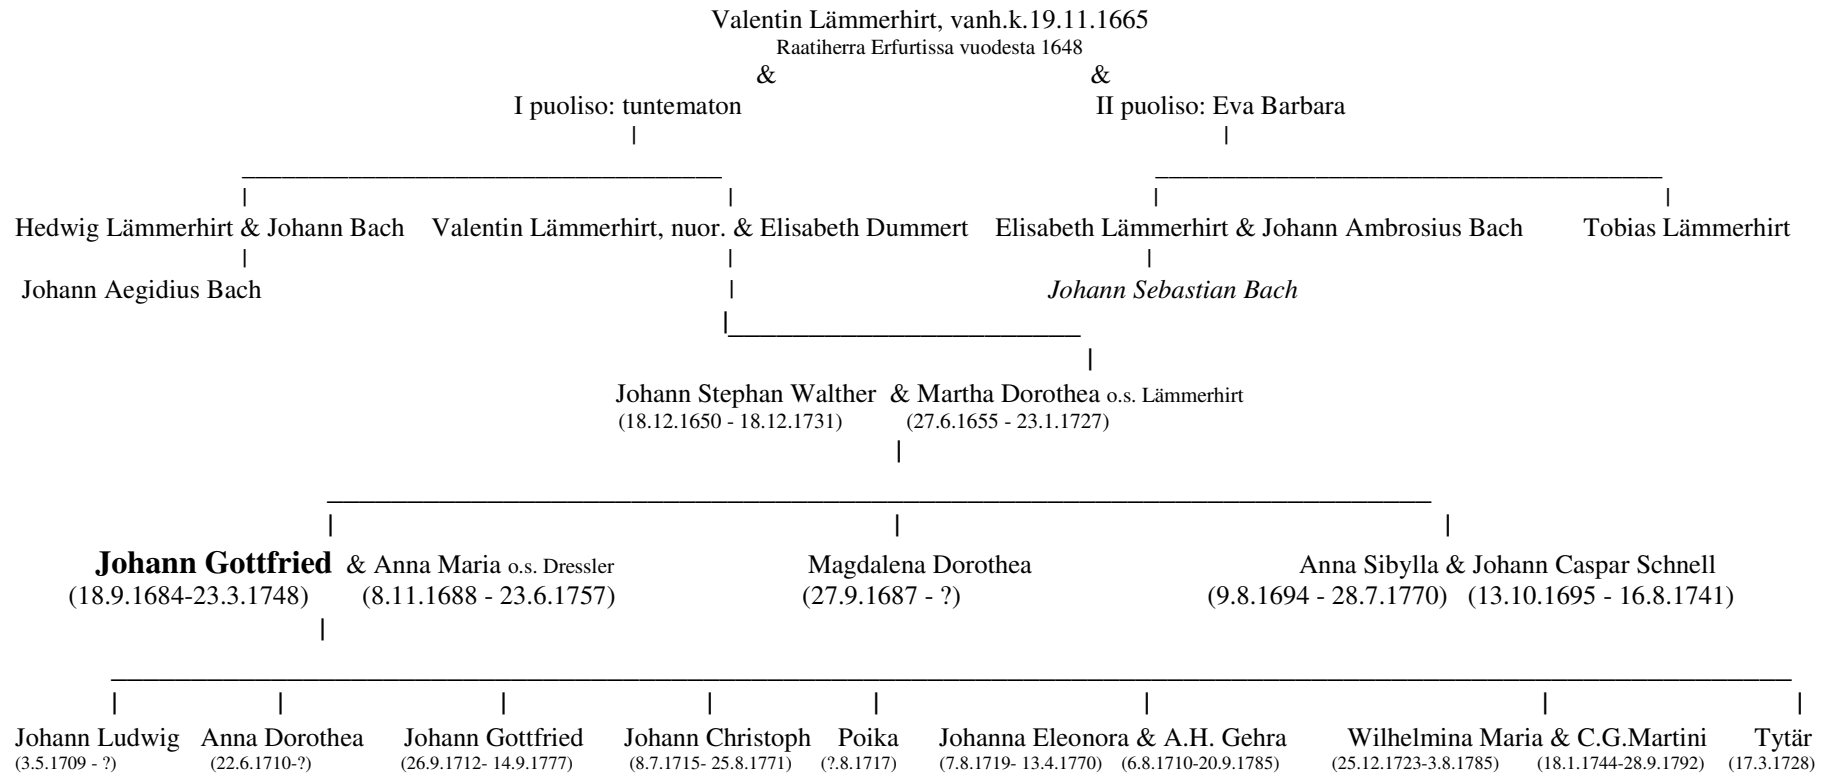 Valentin Lämmerhirt, vanh.k.19.11.1665
Raatiherra Erfurtissa vuodesta 1648
& &
I puoliso: tuntematon II puoliso: Eva Barbara
Hedwig Lämmerhirt & Johann Bach Valentin Lämmerhirt, nuor. & Elisabeth Dummert Elisabeth Lämmerhirt & Johann Ambrosius Bach Tobias Lämmerhirt
Johann Aegidius Bach Johann Sebastian Bach
Johann Stephan Walther & Martha Dorothea o.s. Lämmerhirt
(18.12.1650 - 18.12.1731) (27.6.1655 - 23.1.1727)
Johann Gottfried & Anna Maria o.s. Dressler Magdalena Dorothea Anna Sibylla & Johann Caspar Schnell
(18.9.1684-23.3.1748) (8.11.1688 - 23.6.1757) (27.9.1687 - ?) (9.8.1694 - 28.7.1770) (13.10.1695 - 16.8.1741)
Johann Ludwig Anna Dorothea Johann Gottfried Johann Christoph Poika Johanna Eleonora & A.H. Gehra Wilhelmina Maria & C.G.Martini Tytär
(3.5.1709 - ?) (22.6.1710-?) (26.9.1712- 14.9.1777) (8.7.1715- 25.8.1771) (?.8.1717) (7.8.1719- 13.4.1770) (6.8.1710-20.9.1785) (25.12.1723-3.8.1785) (18.1.1744-28.9.1792) (17.3.1728)